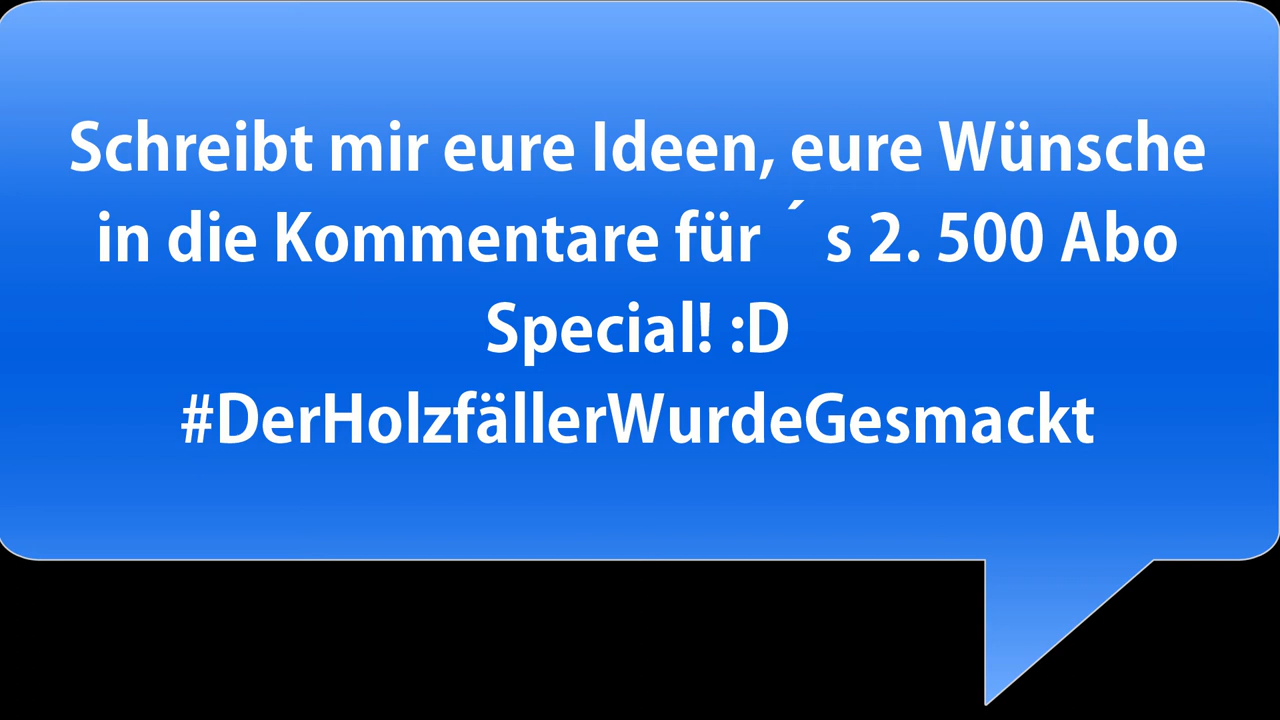 Schreibt mir eure Ideen, eure Wünsche
in die Kommentare für ´ s 2. 500 Abo
Special! :D
#DerHolzfällerWurdeGesmackt